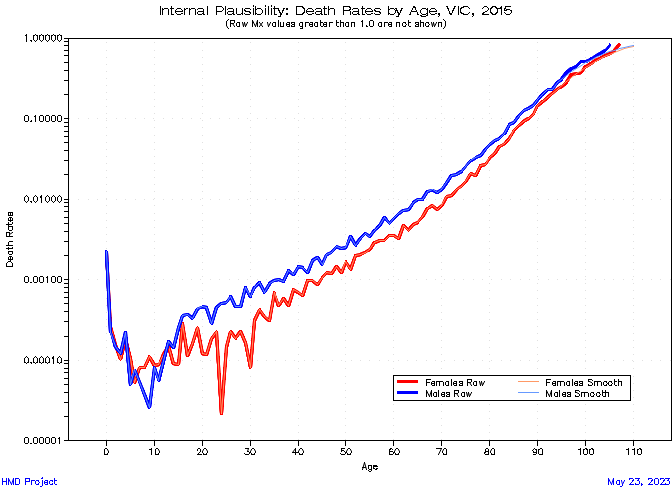 Internal Plausibility: Death Rates by Age, VIC, 2015
(Raw Mx values greater than 1.0 are not shown)
1.00000
0.10000
0.01000
0.00100
0.00010
0.00001
Death Rates
Females Raw
Females Smooth
Males Raw
Males Smooth
0 10 20 30 40 50 60 70 80 90 100 110
Age
HMD Project
May 23, 2023